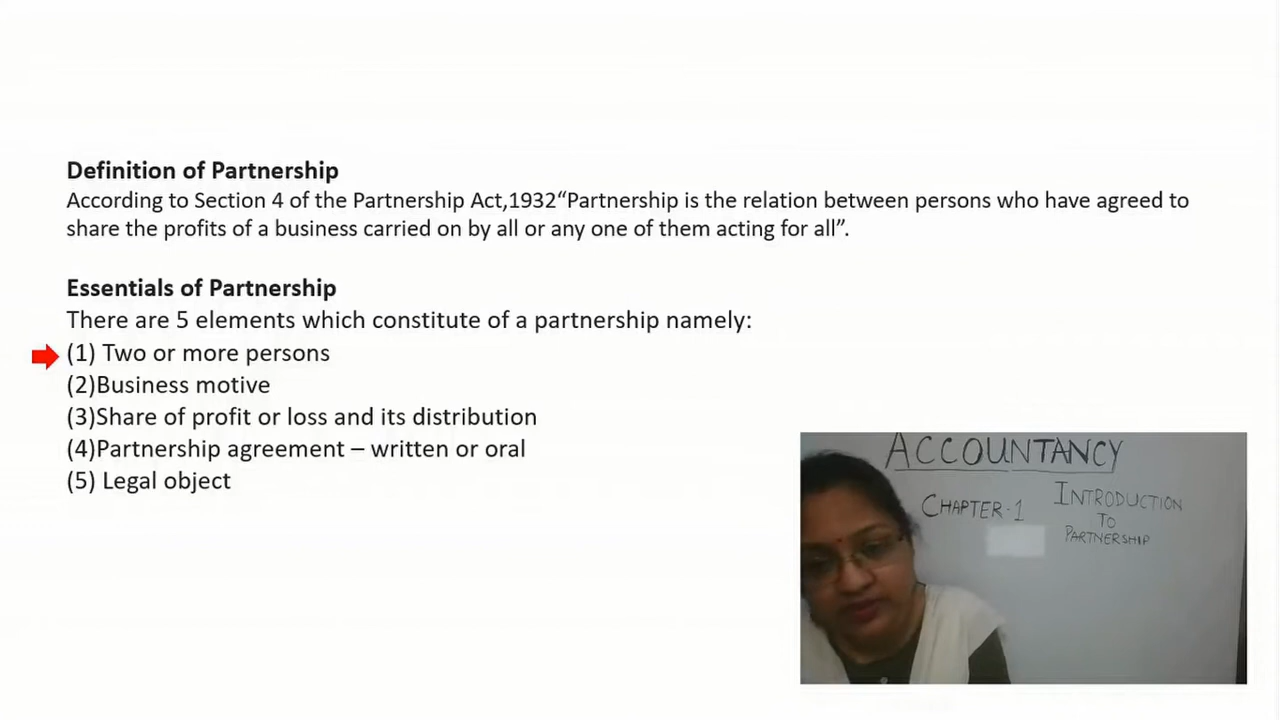 Definition of Partnership
According to Section 4 of the Partnership Act,1932“Partnership is the relation between persons who have agreed to
share the profits of a business carried on by all or any one of them acting for all”.
Essentials of Partnership
There are 5 elements which constitute of a partnership namely:
(1) Two or more persons
(2)Business motive
(3)Share of profit or loss and its distribution
(4)Partnership agreement – written or oral
(5) Legal object
ACCOUNTANCY
CHAPTER-1
INTRODUCTION
TO
PARTNERSHIP